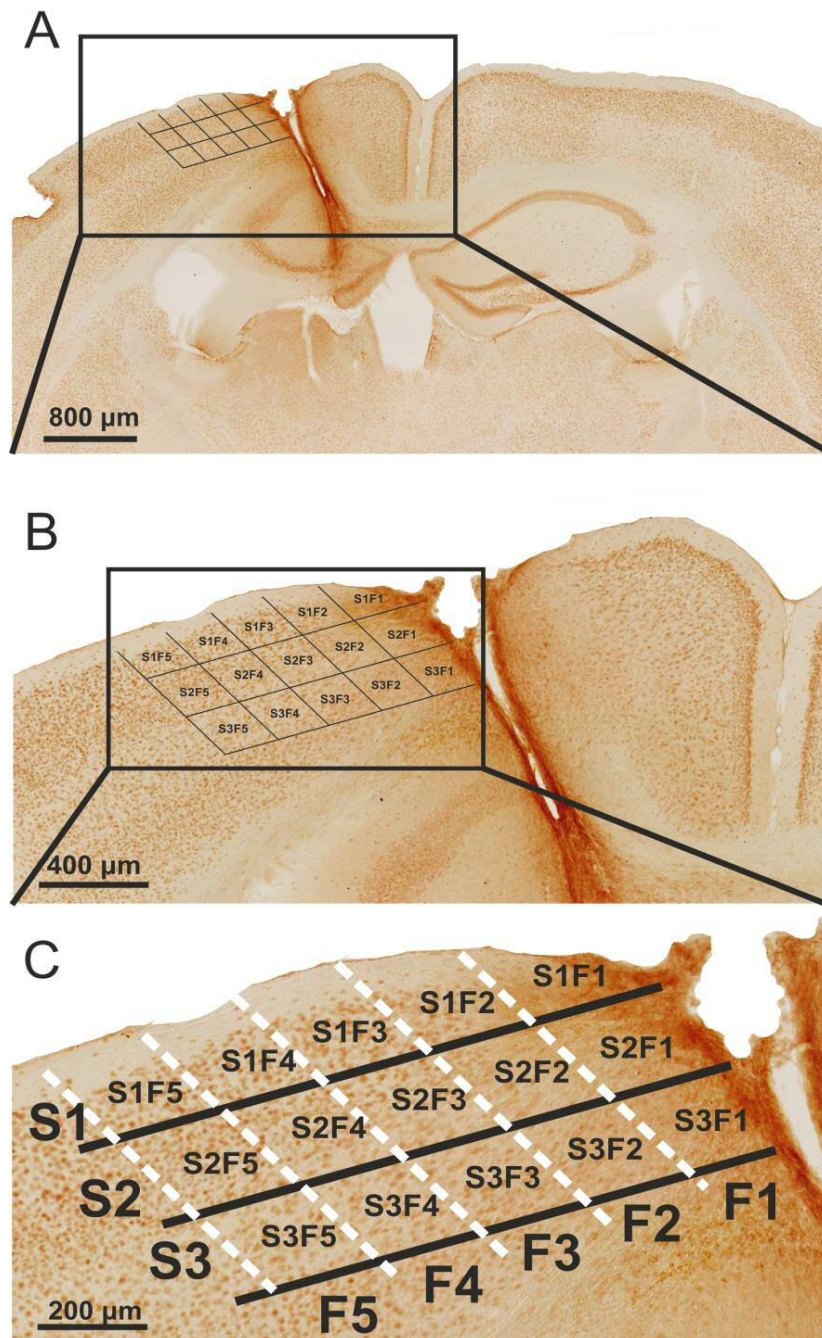 A
800 µm
B
S1F1
S1F2
S1F3
S2F1
S1F4
S2F2
S1F5
S2F3
S3F1
S2F4
S3F2
S2F5
S3F3
S3F4
S3F5
400 µm
C
S1F1
S1F2
S1F3
S2F1
S1F4
S2F2
S1F5
S2F3
S3F1
S1
S2F4
S3F2
S2F5
S3F3
S2
S3F4
F1
S3F5
F2
S3
F3
F4
F5
200 µm